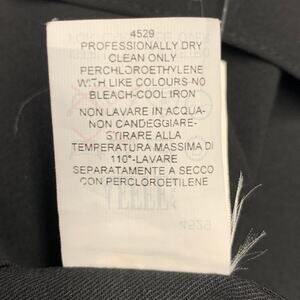 4529
PROFESSIONALLY DRY
CLEAN ONLY
PERCHLOROETHYLENE
WITH LIKE COLOURS-NO
BLEACH-COOL IRON
NON LAVARE IN ACQUA-
NON CANDEGGIARE-
STIRARE ALLA
TEMPERATURA MASSIMA DI
110°-LAVARE
SEPARATAMENTE A SECCO
CON PERCLOROETILENE
4529